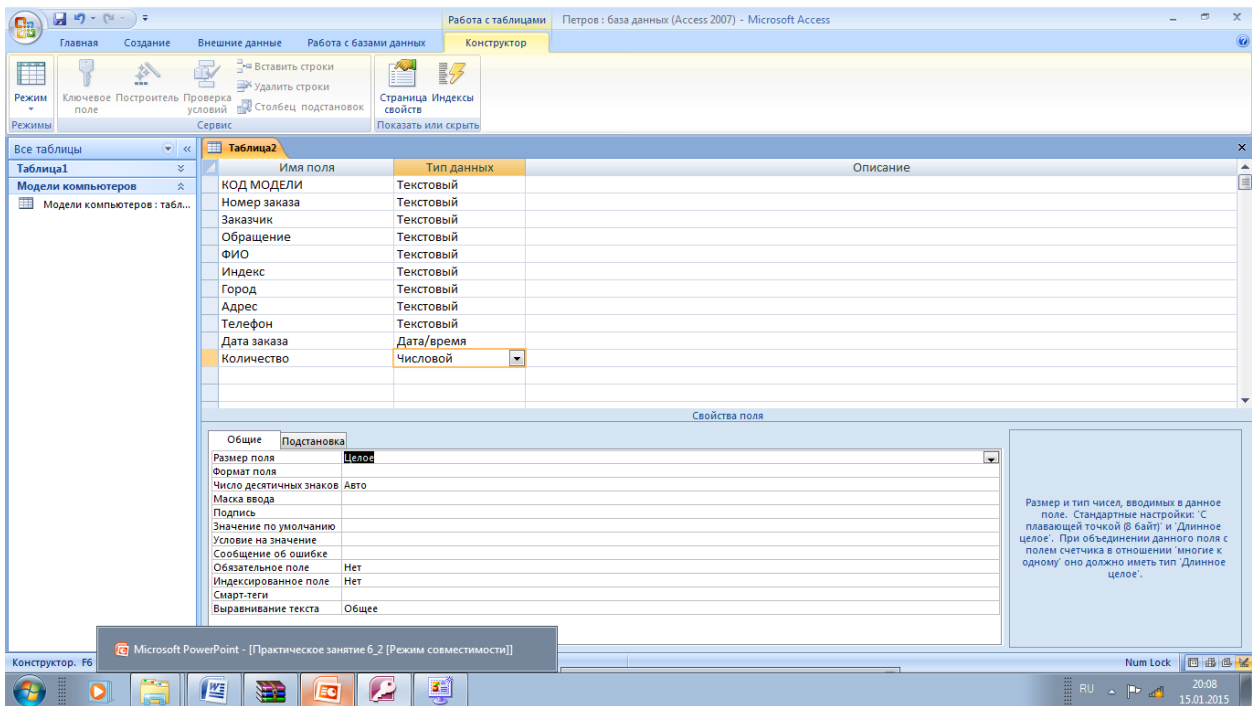 Работа с таблицами Петров : база данных (Access 2007) - Microsoft Access
Главная Создание Внешние данные Работа с базами данных Конструктор
Режим
Ключевое поле
Построитель
Проверка условий
Вставить строки
Удалить строки
Столбец подстановок
Страница свойств
Индексы
Режимы Сервис Показать или скрыть
Все таблицы
Таблица1
Модели компьютеров
Модели компьютеров : табл...
Таблица2
Имя поля Тип данных Описание
КОД МОДЕЛИ Текстовый
Номер заказа Текстовый
Заказчик Текстовый
Обращение Текстовый
ФИО Текстовый
Индекс Текстовый
Город Текстовый
Адрес Текстовый
Телефон Текстовый
Дата заказа Дата/время
Количество Числовой
Свойства поля
Общие Подстановка
Размер поля Целое
Формат поля
Число десятичных знаков Авто
Маска ввода
Подпись
Значение по умолчанию
Условие на значение
Сообщение об ошибке
Обязательное поле Нет
Индексированное поле Нет
Смарт-теги
Выравнивание текста Общее
Размер и тип чисел, вводимых в данное
поле. Стандартные настройки: 'С
плавающей точкой (8 байт)' и 'Длинное
целое'. При объединении данного поля с
полем счетчика в отношении 'многие к
одному' оно должно иметь тип 'Длинное
целое'.
Microsoft PowerPoint - [Практическое занятие 6_2 [Режим совместимости]]
Конструктор. F6 Num Lock
RU 20:08
15.01.2015